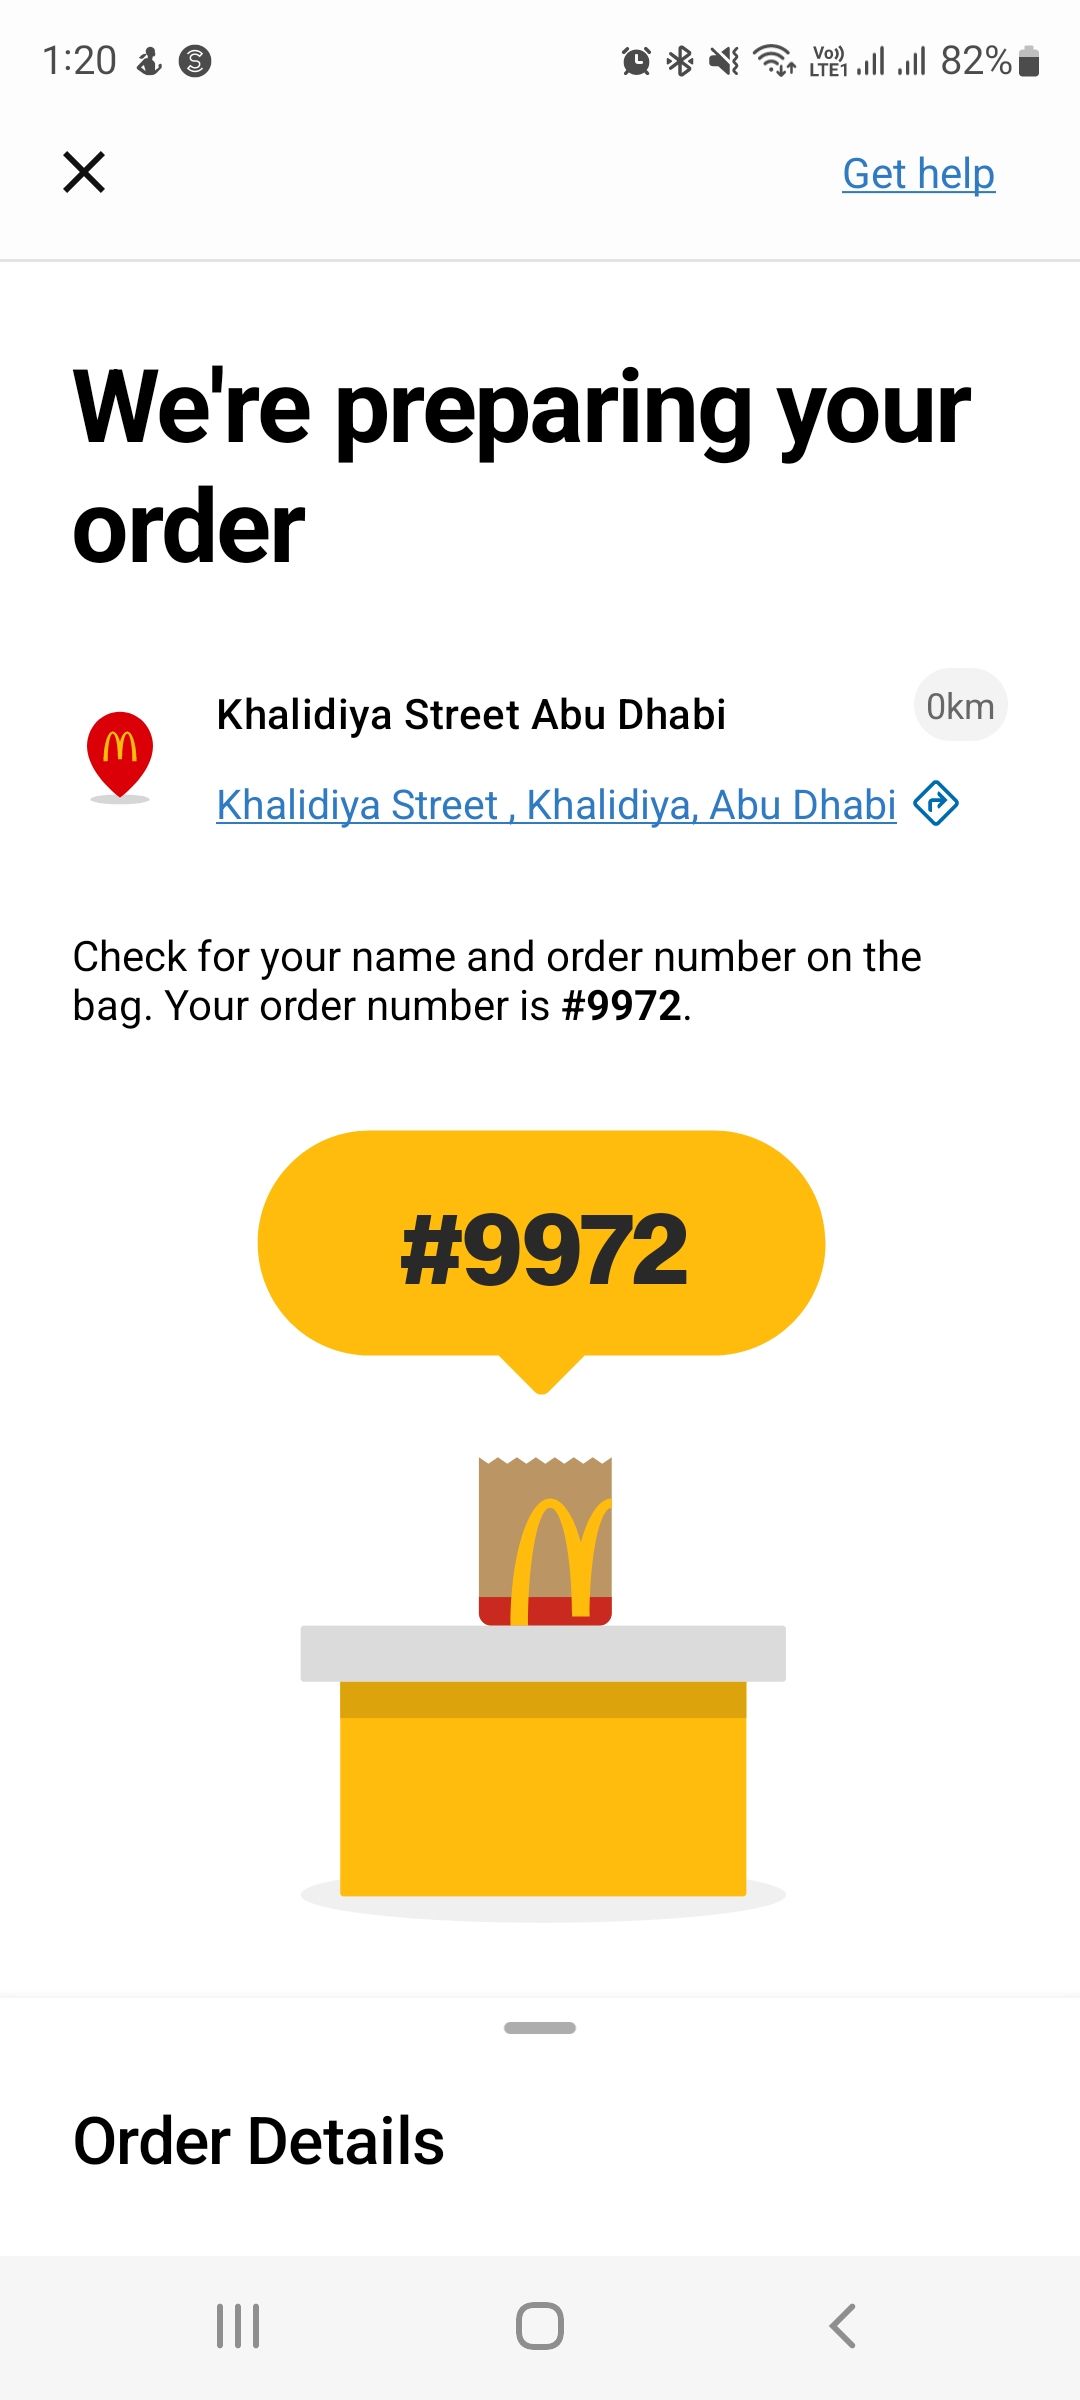 1:20
Vo))
LTE1
82%
Get help
We're preparing your
order
Khalidiya Street Abu Dhabi
0km
Khalidiya Street , Khalidiya, Abu Dhabi
Check for your name and order number on the
bag. Your order number is #9972.
#9972
Order Details